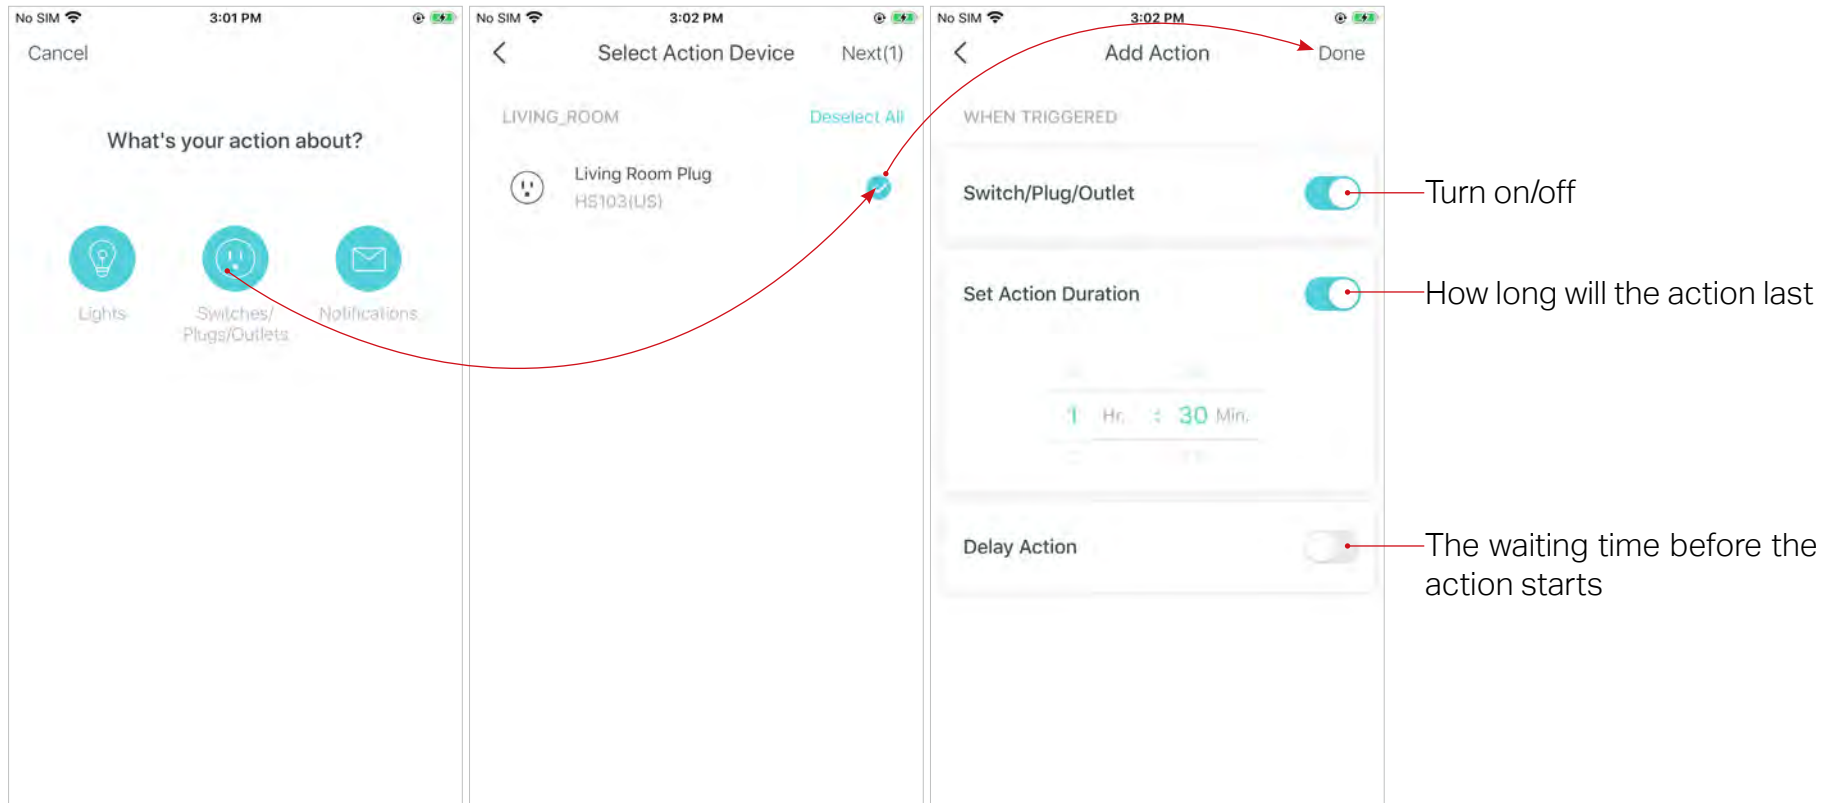 No SIM 3:01 PM
Cancel
What's your action about?
Lights
Switches/
Plugs/Outlets
Notifications
No SIM 3:02 PM
Select Action Device Next(1)
LIVING_ROOM Deselect All
Living Room Plug
HS103(US)
No SIM 3:02 PM
Add Action Done
WHEN TRIGGERED
Switch/Plug/Outlet
Set Action Duration
1 Hr. : 30 Min.
Delay Action
Turn on/off
How long will the action last
The waiting time before the
action starts